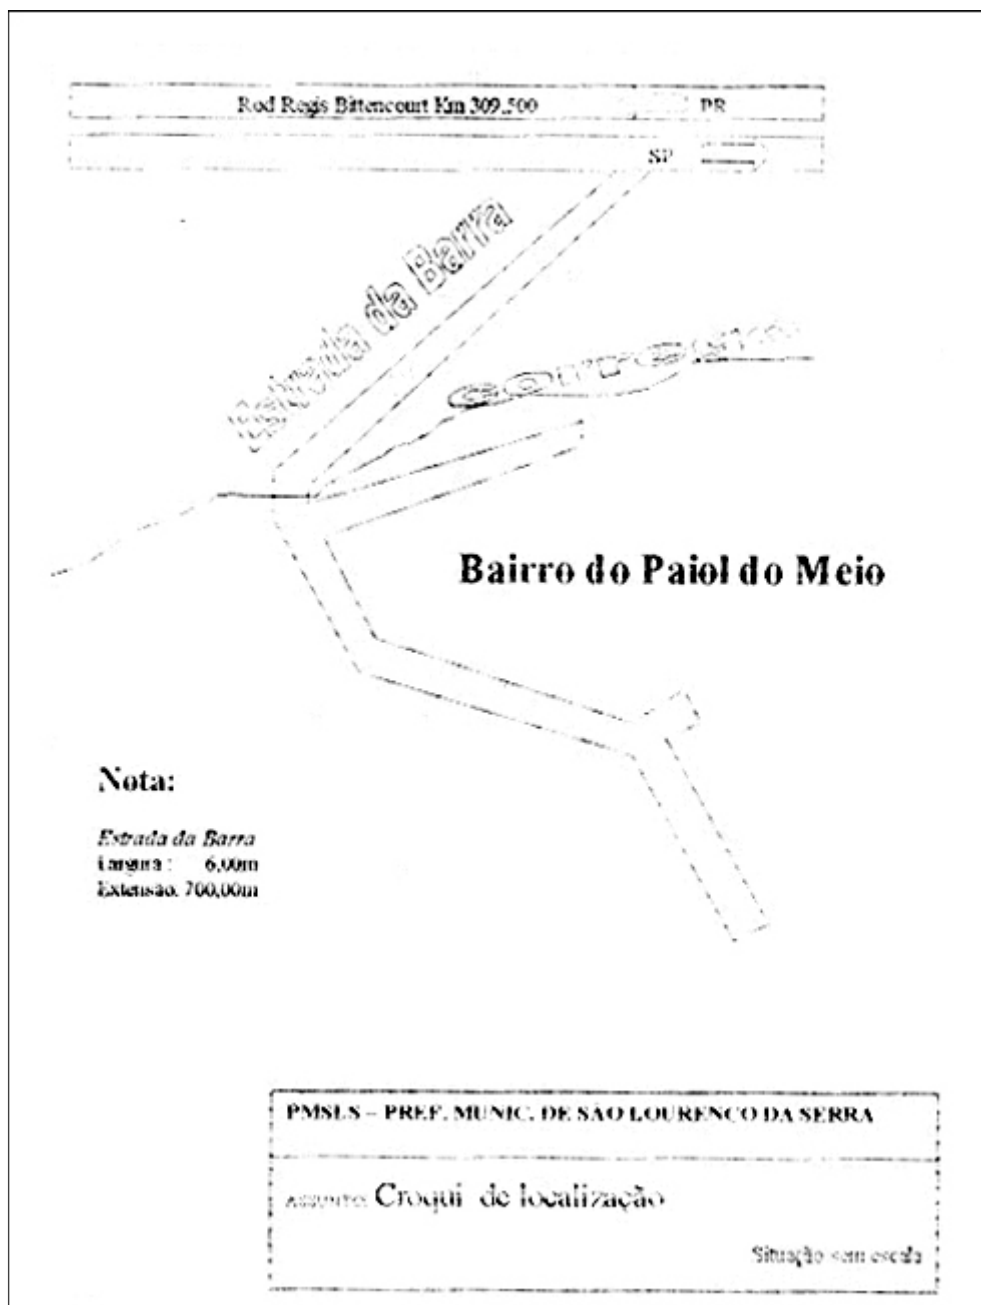 Rod Regis Bittencourt Km 309.500
PR
SP
Estrada da Barra
Corrego
Bairro do Paiol do Meio
Nota:
Estrada da Barra
Largura : 6,00m
Extensão: 700,00m
PMSLS – PREF. MUNIC. DE SÃO LOURENCO DA SERRA
ASSUNTO: Croqui de localização
Situação sem escala